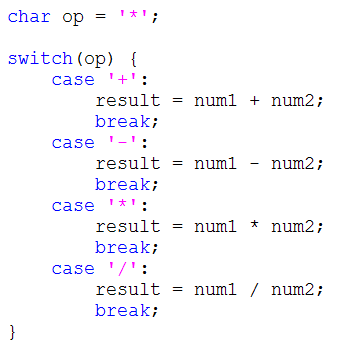 char op = '*';

switch(op) {
    case '+':
        result = num1 + num2;
        break;
    case '-':
        result = num1 - num2;
        break;
    case '*':
        result = num1 * num2;
        break;
    case '/':
        result = num1 / num2;
        break;
}